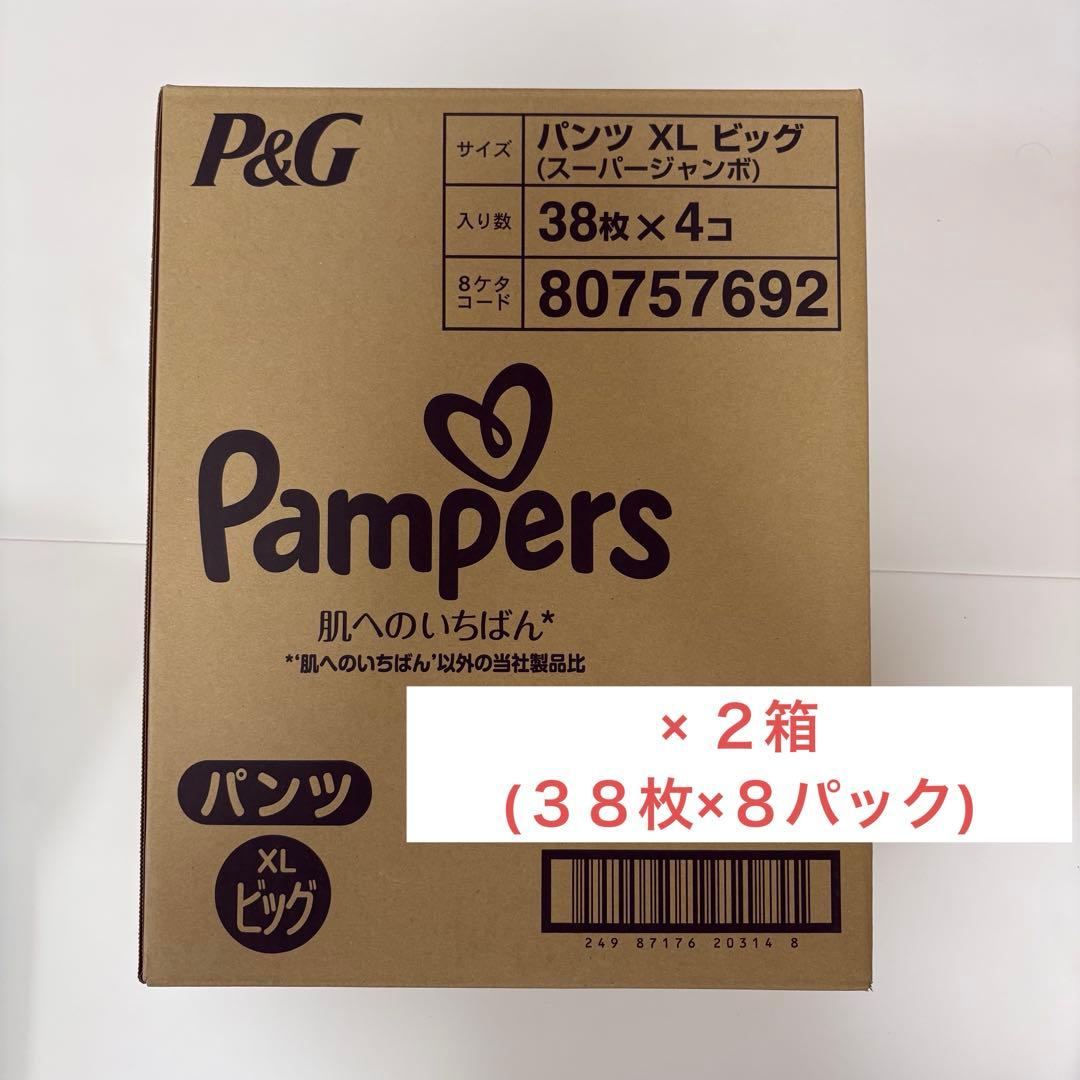 P&G
サイズ パンツ XL ビッグ
(スーパージャンボ)
入り数 38枚×4コ
8ケタ
コード 80757692
Pampers
肌へのいちばん*
*‘肌へのいちばん’以外の当社製品比
× ２箱
(３８枚×８パック)
パンツ
XL
ビッグ
249 87176 20314 8